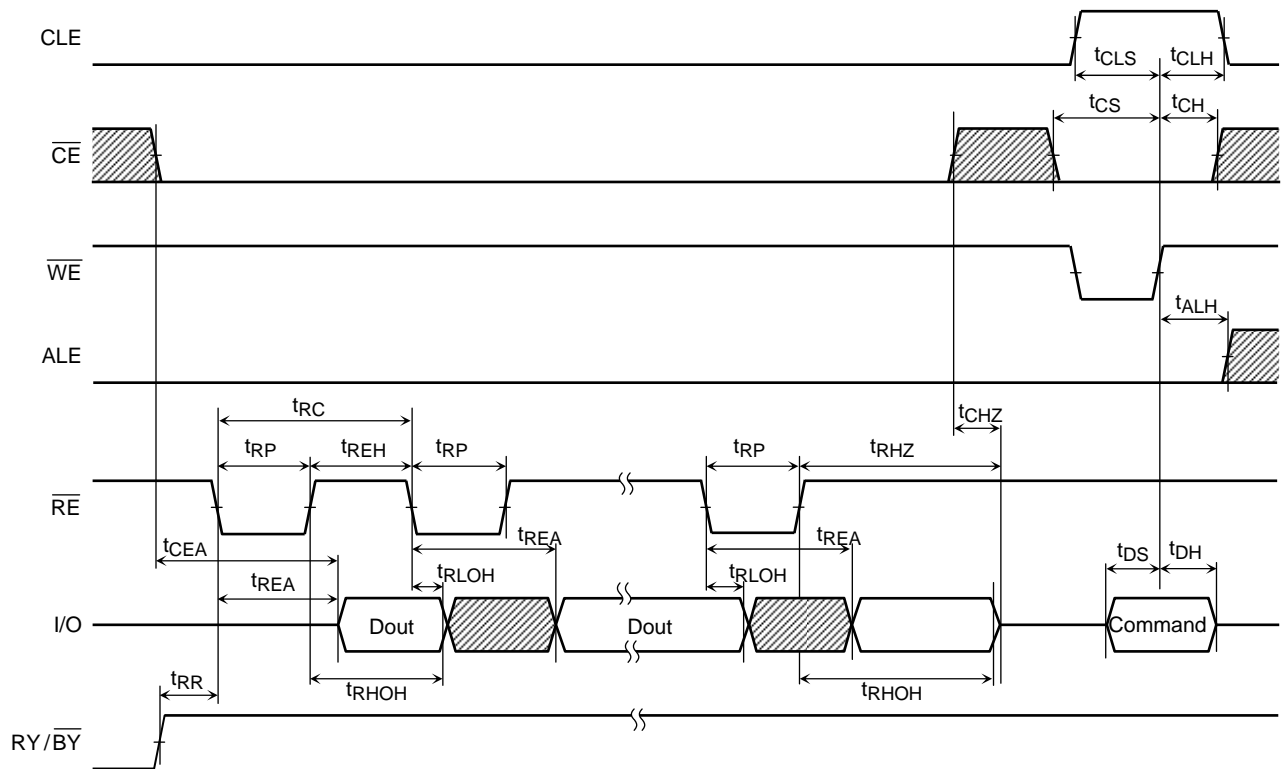 CLE
tCLS tCLH
tCS tCH
CE
WE
tALH
ALE
tRC
tCHZ
tRP tREH tRP tRP tRHZ
RE
tCEA tREA tREA
tREA tRLOH tRLOH tDS tDH
I/O Dout Dout Command
tRR tRHOH tRHOH
RY/BY